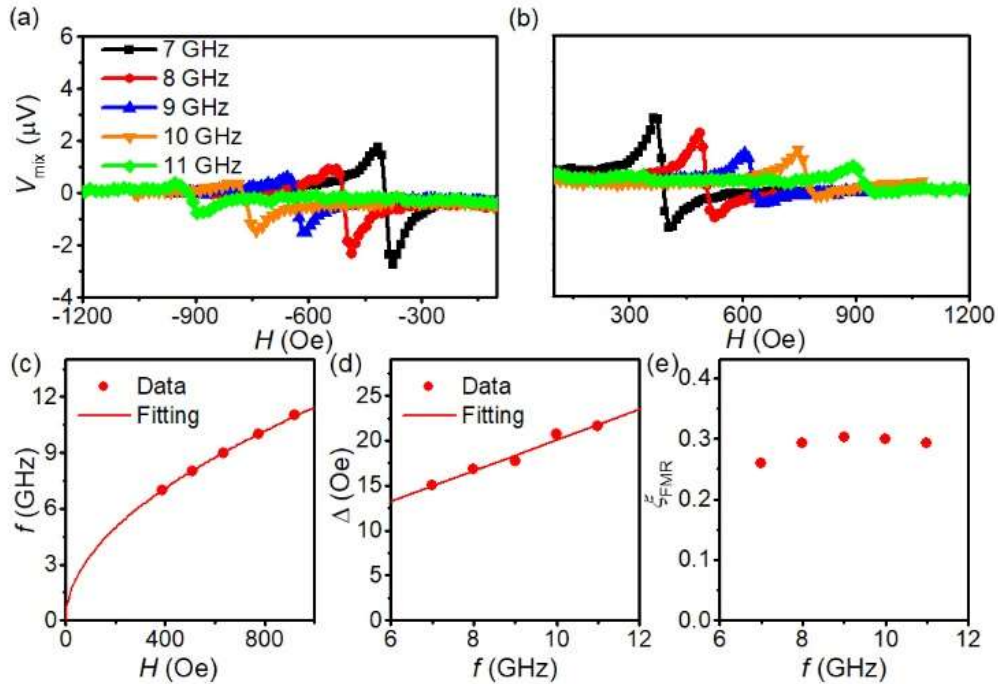 (a)
(b)
6
4
2
0
-2
-4
V_mix (μV)
7 GHz
8 GHz
9 GHz
10 GHz
11 GHz
-1200 -900 -600 -300
H (Oe)
300 600 900 1200
H (Oe)
(c)
(d)
(e)
12
9
6
3
0
f (GHz)
Data
Fitting
0 400 800
H (Oe)
25
20
15
10
5
0
Δ (Oe)
Data
Fitting
6 8 10 12
f (GHz)
0.4
0.3
0.2
0.1
0.0
ξ_FMR
6 8 10 12
f (GHz)